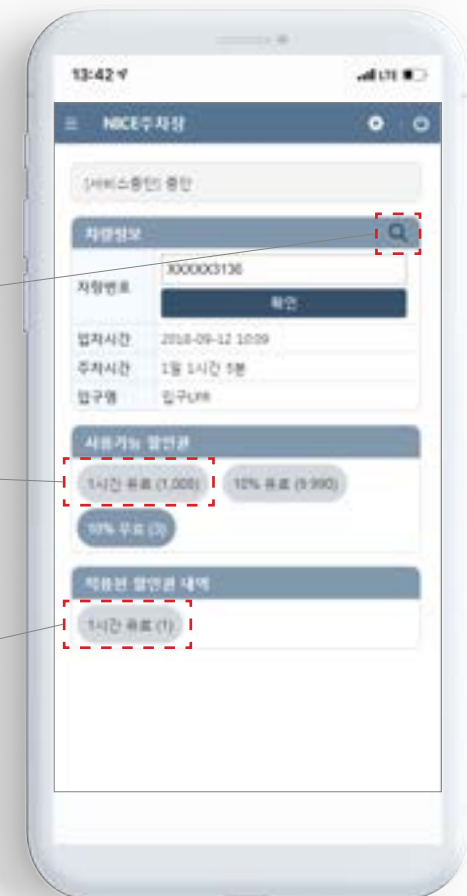 13:42
LTE
NICE주차장
[서비스중단] 중단
차량정보
차량번호
XXXXXX3136
확인
입차시간 2018-09-12 10:09
주차시간 1일 1시간 5분
입구명 입구LPR
사용가능 할인권
1시간 유료 (1,000) 10% 유료 (9,990)
10% 무료 (3)
적용된 할인권 내역
1시간 유료 (1)